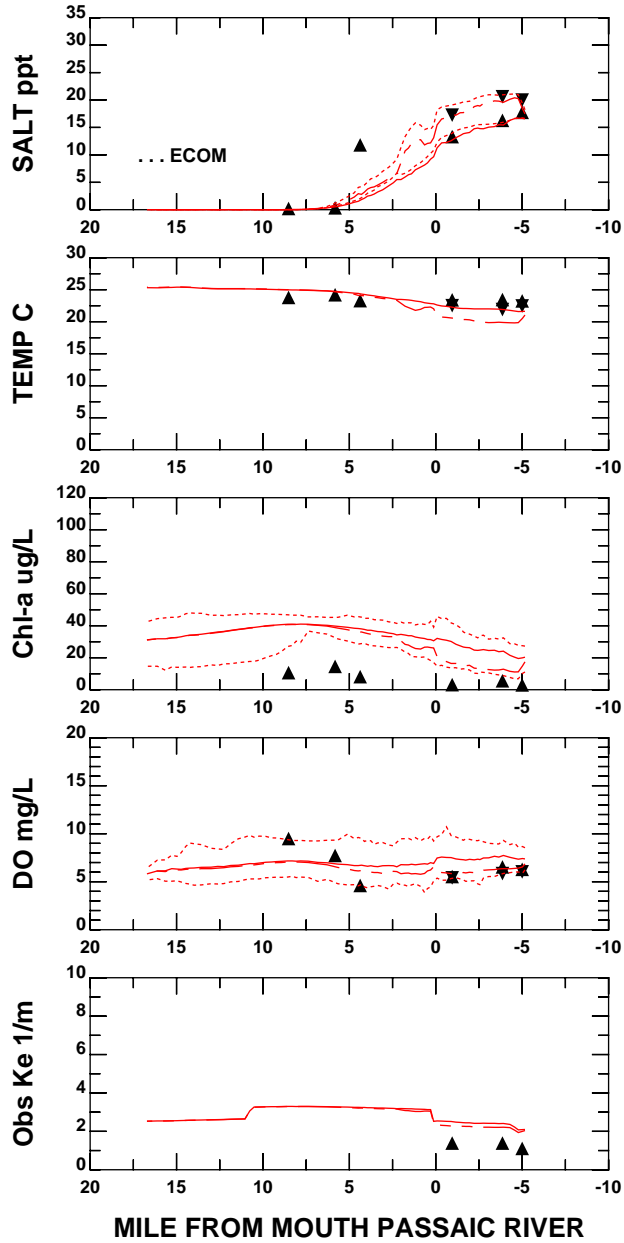 SALT ppt
35
30
25
20
15
10
5
0
. . . ECOM
20 15 10 5 0 -5 -10
TEMP C
30
25
20
15
10
5
0
20 15 10 5 0 -5 -10
Chl-a ug/L
120
100
80
60
40
20
0
20 15 10 5 0 -5 -10
DO mg/L
20
15
10
5
0
20 15 10 5 0 -5 -10
Obs Ke 1/m
10
8
6
4
2
0
20 15 10 5 0 -5 -10
MILE FROM MOUTH PASSAIC RIVER